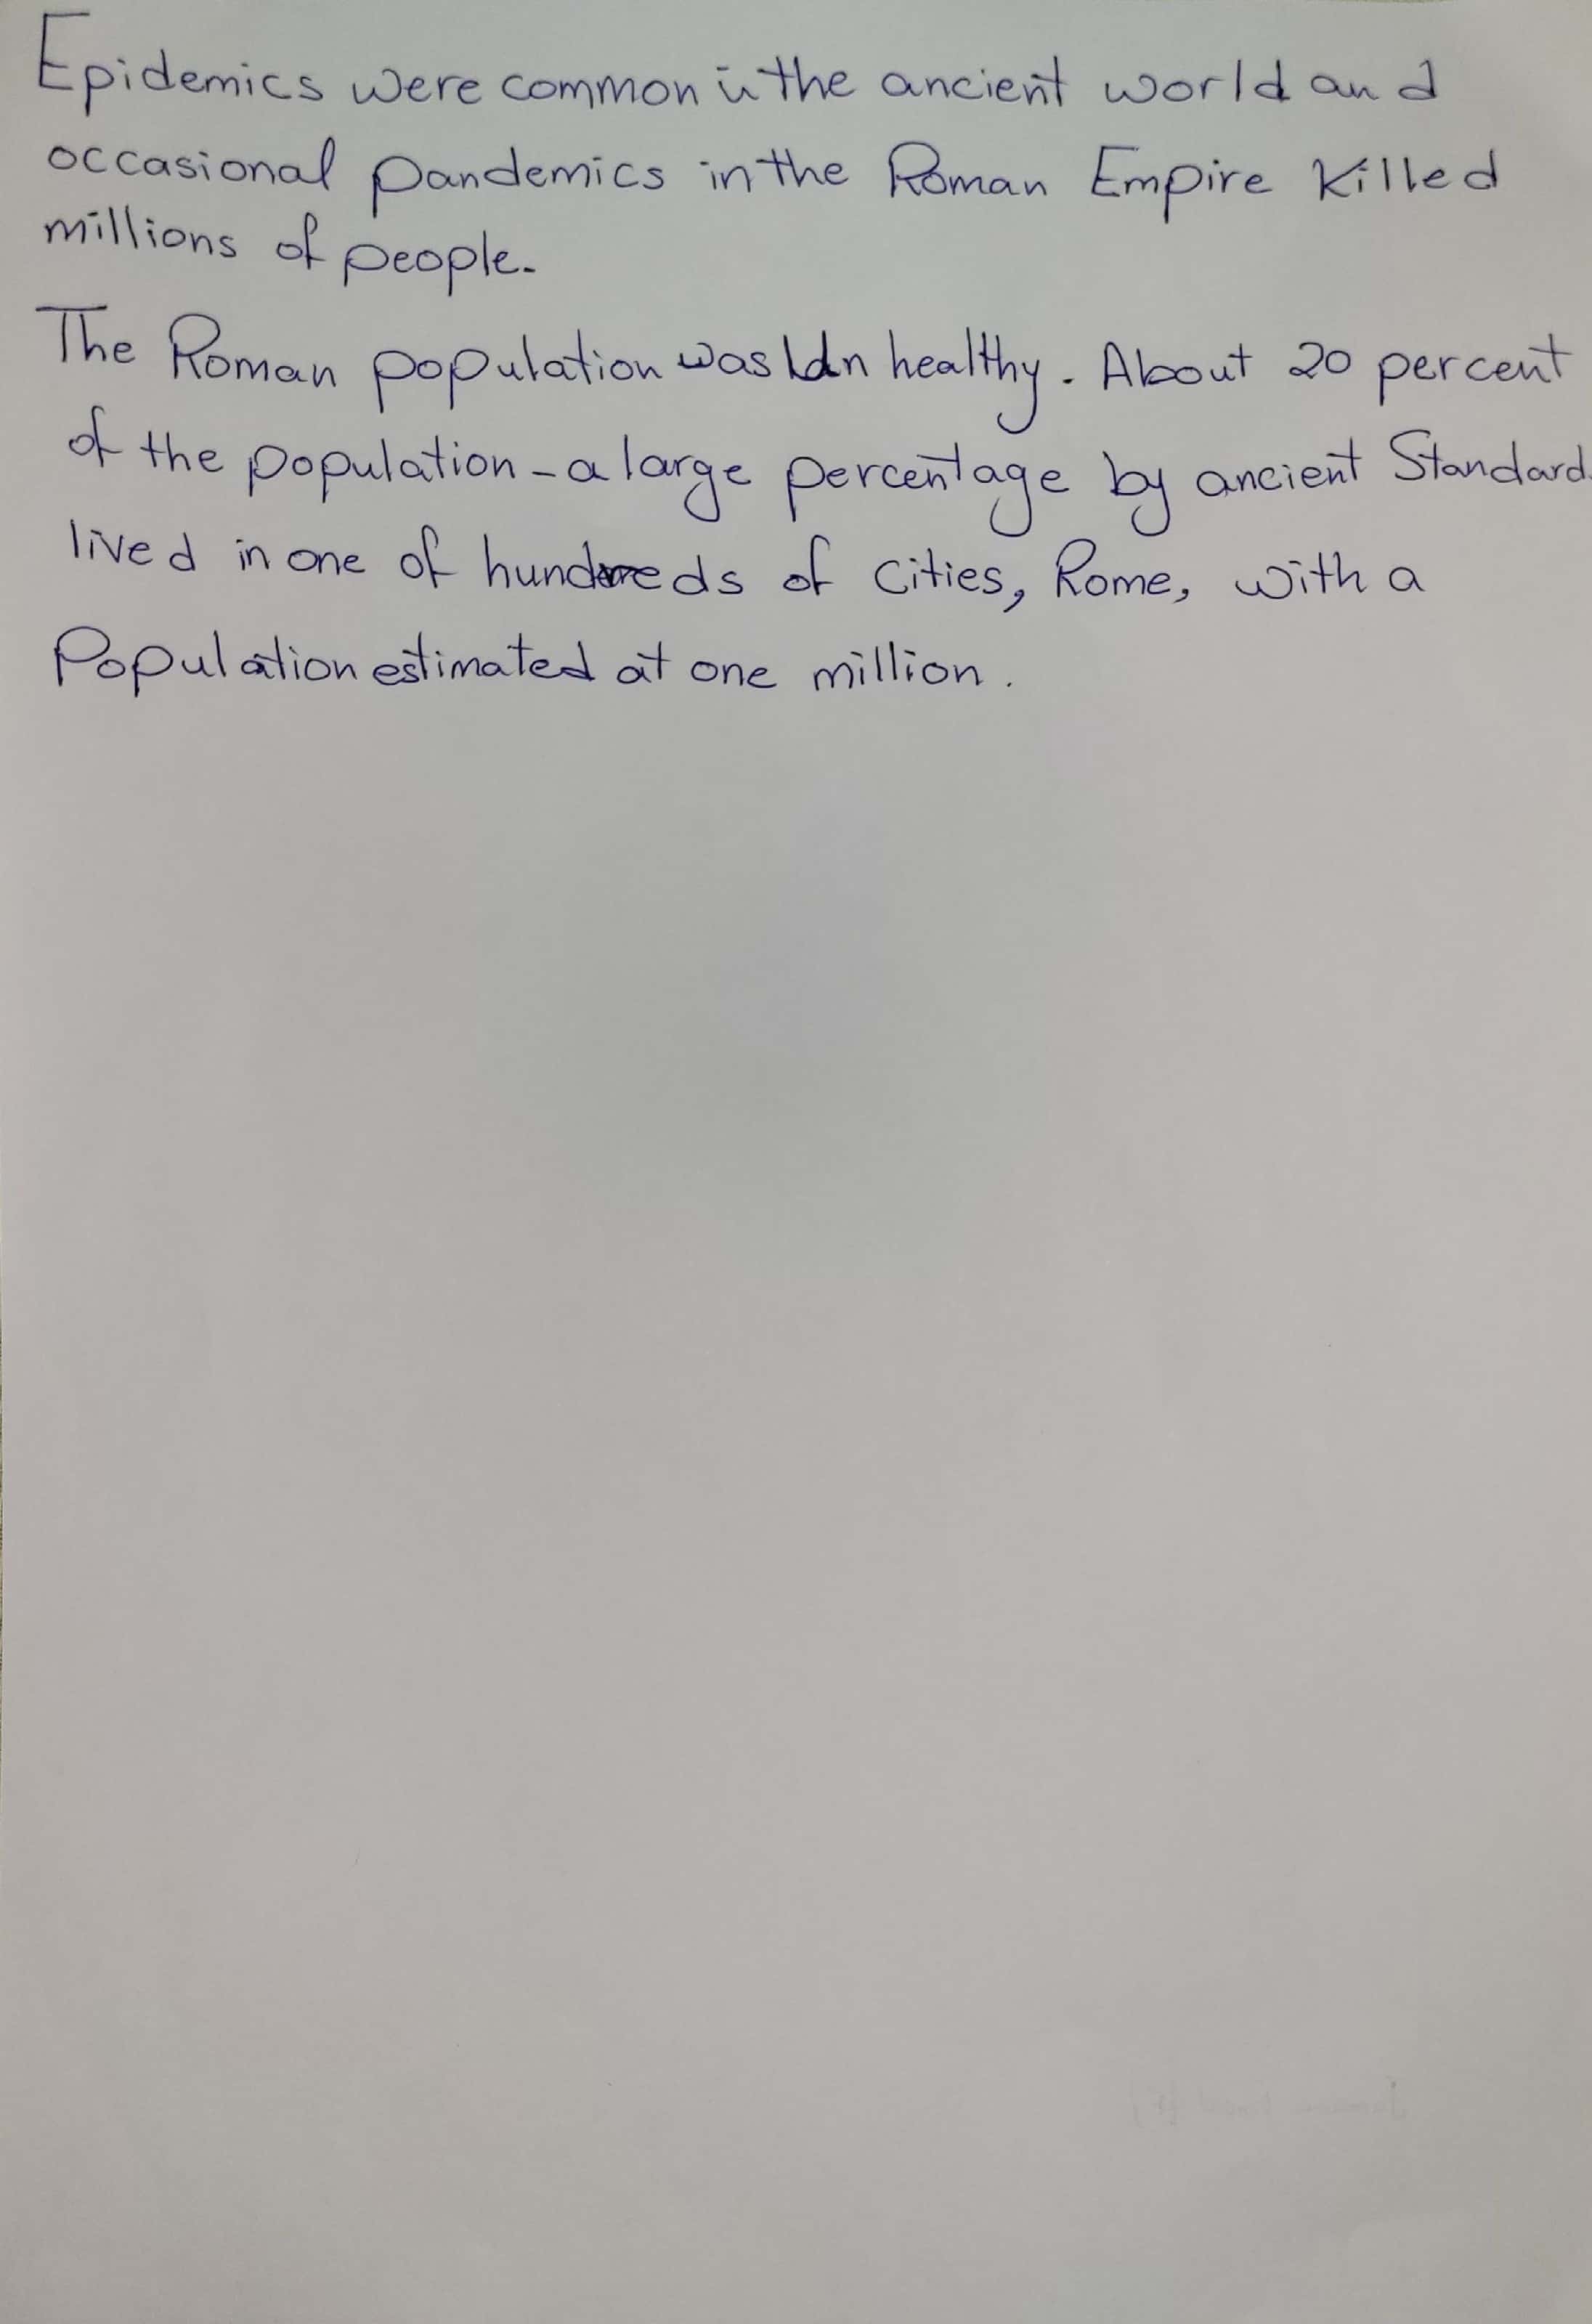 Epidemics were common in the ancient world and
occasional pandemics in the Roman Empire Killed
millions of people.
The Roman population was healthy. About 20 percent
of the population - a large percentage by ancient Standard
lived in one of hundreds of cities, Rome, with a
Population estimated at one million.